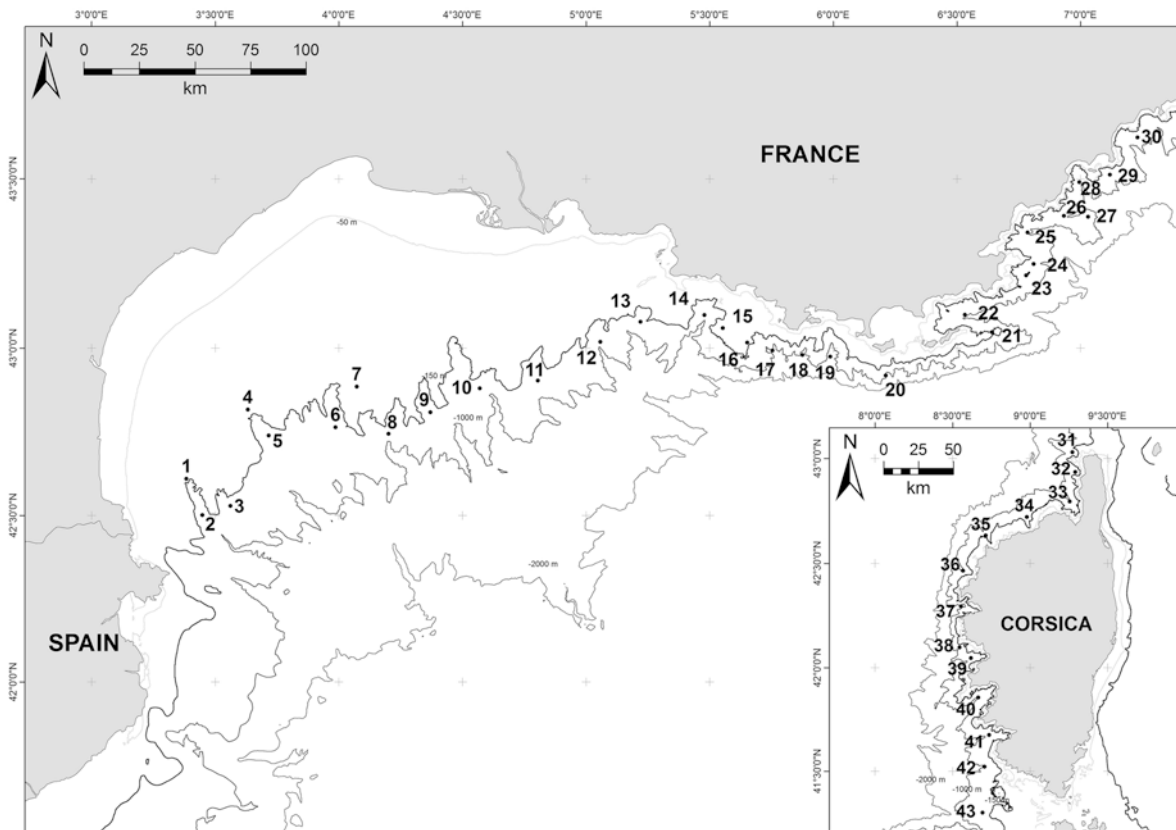 3°0'0"E 3°30'0"E 4°0'0"E 4°30'0"E 5°0'0"E 5°30'0"E 6°0'0"E 6°30'0"E 7°0'0"E
N
0 25 50 75 100
km
FRANCE
43°30'0"N
43°0'0"N
42°30'0"N
42°0'0"N
-50 m
-150 m
-1000 m
-2000 m
SPAIN
1
2
3
4
5
6
7
8
9
10
11
12
13
14
15
16
17
18
19
20
21
22
23
24
25
26
27
28
29
30
8°0'0"E 8°30'0"E 9°0'0"E 9°30'0"E
N
0 25 50
km
43°0'0"N
42°30'0"N
42°0'0"N
41°30'0"N
CORSICA
31
32
33
34
35
36
37
38
39
40
41
42
43
-2000 m
-1000 m
-150m